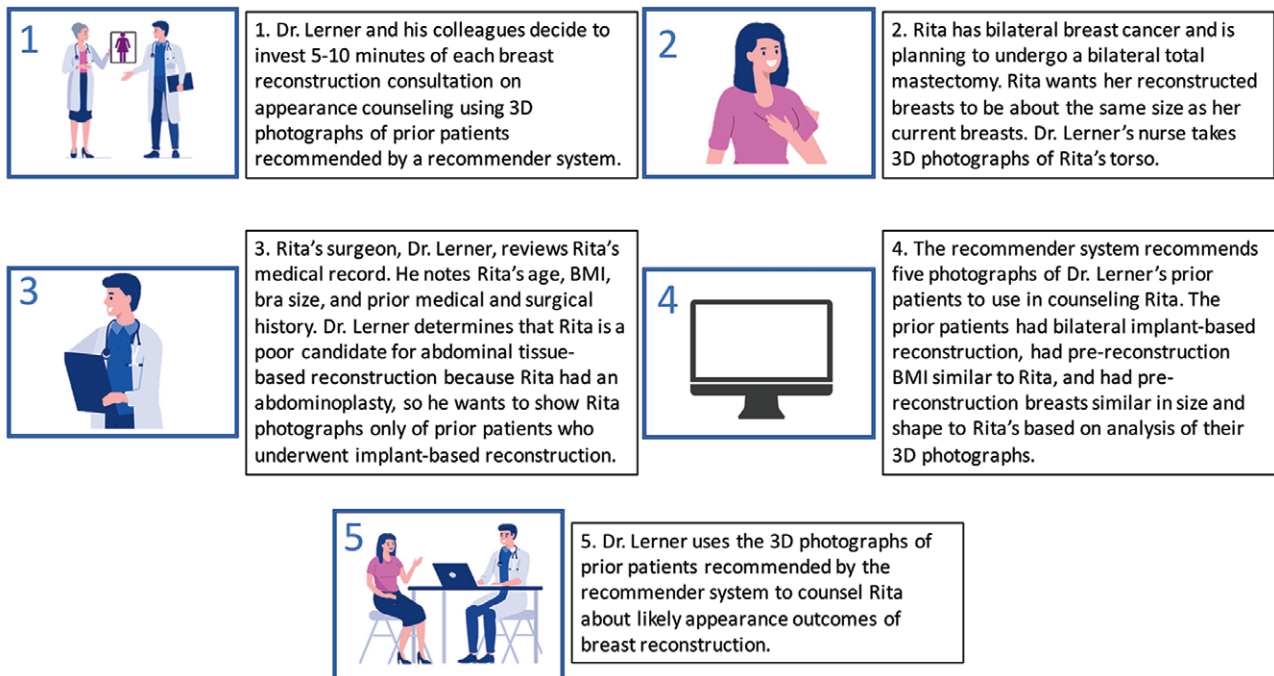 1
1. Dr. Lerner and his colleagues decide to
invest 5-10 minutes of each breast
reconstruction consultation on
appearance counseling using 3D
photographs of prior patients
recommended by a recommender system.
2
2. Rita has bilateral breast cancer and is
planning to undergo a bilateral total
mastectomy. Rita wants her reconstructed
breasts to be about the same size as her
current breasts. Dr. Lerner’s nurse takes
3D photographs of Rita’s torso.
3
3. Rita’s surgeon, Dr. Lerner, reviews Rita’s
medical record. He notes Rita’s age, BMI,
bra size, and prior medical and surgical
history. Dr. Lerner determines that Rita is a
poor candidate for abdominal tissue-
based reconstruction because Rita had an
abdominoplasty, so he wants to show Rita
photographs only of prior patients who
underwent implant-based reconstruction.
4
4. The recommender system recommends
five photographs of Dr. Lerner’s prior
patients to use in counseling Rita. The
prior patients had bilateral implant-based
reconstruction, had pre-reconstruction
BMI similar to Rita, and had pre-
reconstruction breasts similar in size and
shape to Rita’s based on analysis of their
3D photographs.
5
5. Dr. Lerner uses the 3D photographs of
prior patients recommended by the
recommender system to counsel Rita
about likely appearance outcomes of
breast reconstruction.